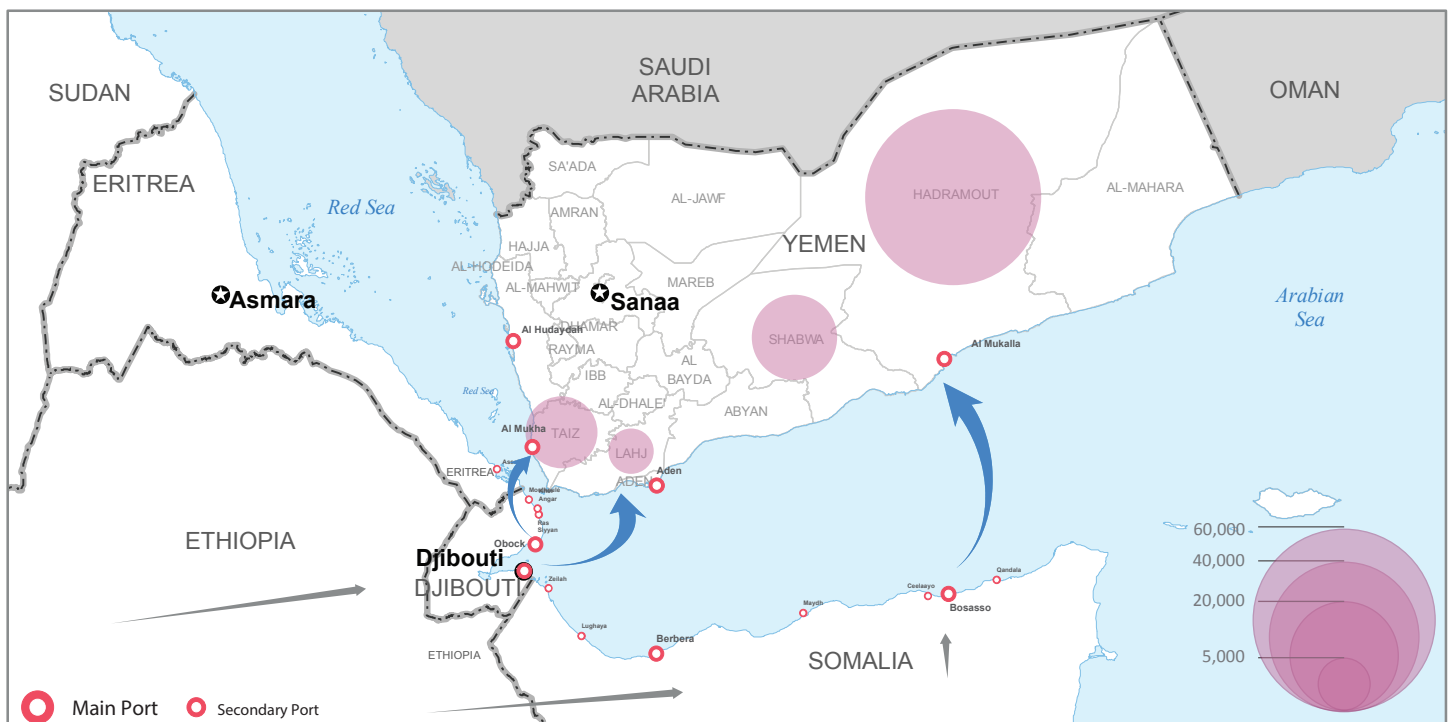 SUDAN
ERITREA
Asmara
Red Sea
SAUDI
ARABIA
OMAN
SA'ADA
AMRAN
AL-JAWF
HAJJA
AL-HODEIDA
AL-MAHWIT
Sanaa
MAREB
YEMEN
HADRAMOUT
AL-MAHARA
Arabian
Sea
Al Hudaydah
DHAMAR
RAYMA
IBB
AL
BAYDA
SHABWA
Al Mukalla
Red Sea
AL-DHALE
ABYAN
Al Mukha
TAIZ
LAHJ
ADEN
Aden
ERITREA
Angar
Ras
Siyyan
Obock
ETHIOPIA
Djibouti
DJIBOUTI
Zeilah
Lughaya
Berbera
Maydh
Ceelaayo
Bosasso
Qandala
ETHIOPIA
SOMALIA
60,000
40,000
20,000
5,000
Main Port
Secondary Port